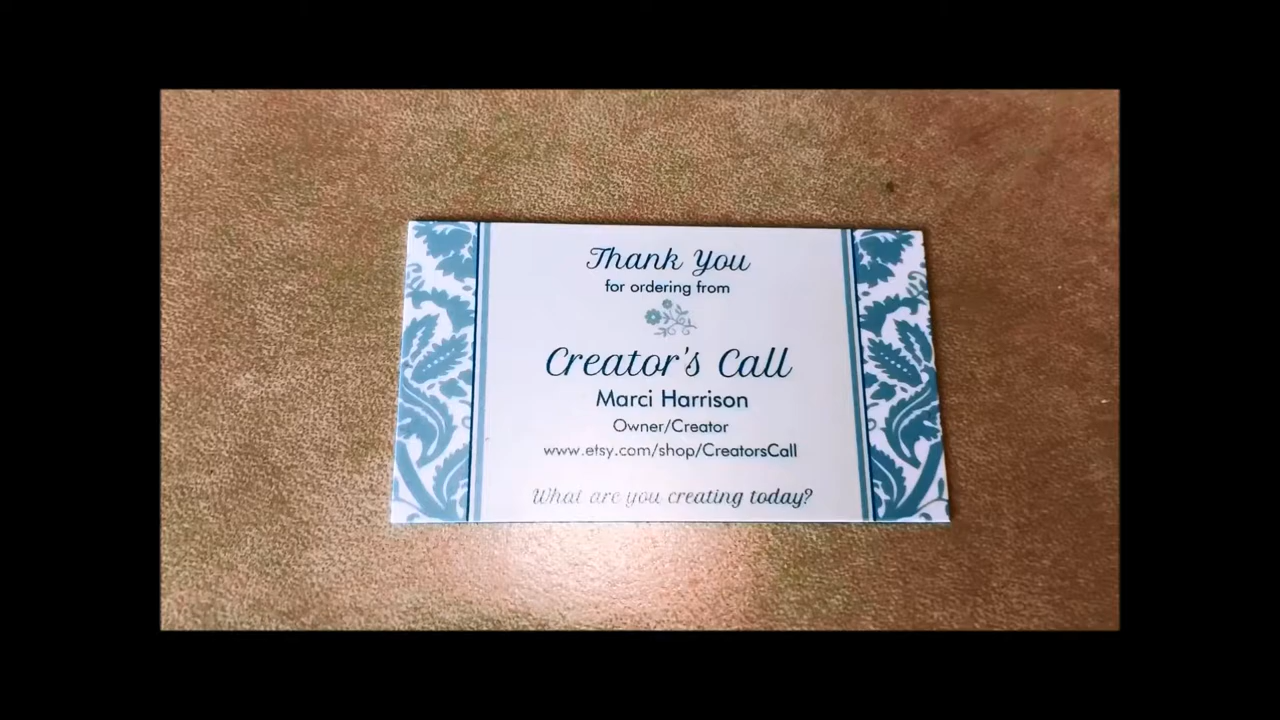 Thank You
for ordering from
Creator's Call
Marci Harrison
Owner/Creator
www.etsy.com/shop/CreatorsCall
What are you creating today?